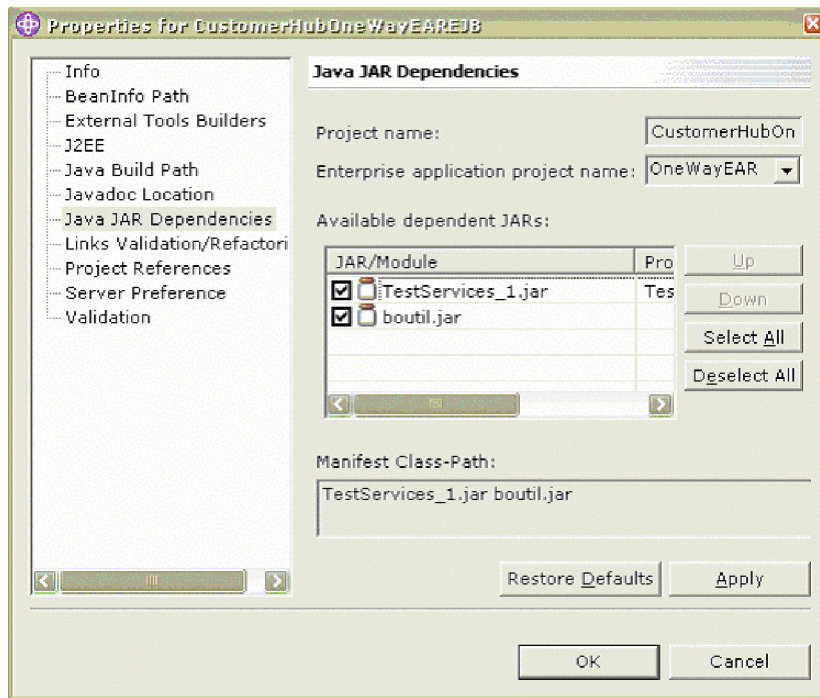 Properties for CustomerHubOneWayEAREJB
Info
BeanInfo Path
External Tools Builders
J2EE
Java Build Path
Javadoc Location
Java JAR Dependencies
Links Validation/Refactori
Project References
Server Preference
Validation
Java JAR Dependencies
Project name: CustomerHubOn
Enterprise application project name: OneWayEAR
Available dependent JARs:
JAR/Module Pro
TestServices_1.jar Tes
boutil.jar
Up
Down
Select All
Deselect All
Manifest Class-Path:
TestServices_1.jar boutil.jar
Restore Defaults Apply
OK Cancel